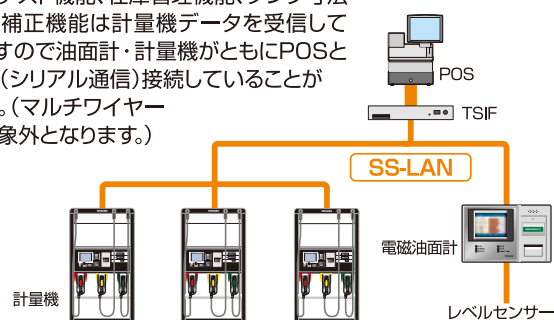 スト機能、在庫管理機能、タンク寸法
補正機能は計量機データを受信して
すので油面計・計量機がともにPOSと
(シリアル通信)接続していることが
。(マルチワイヤー
象外となります。)
POS
TSIF
SS-LAN
電磁油面計
計量機
レベルセンサー